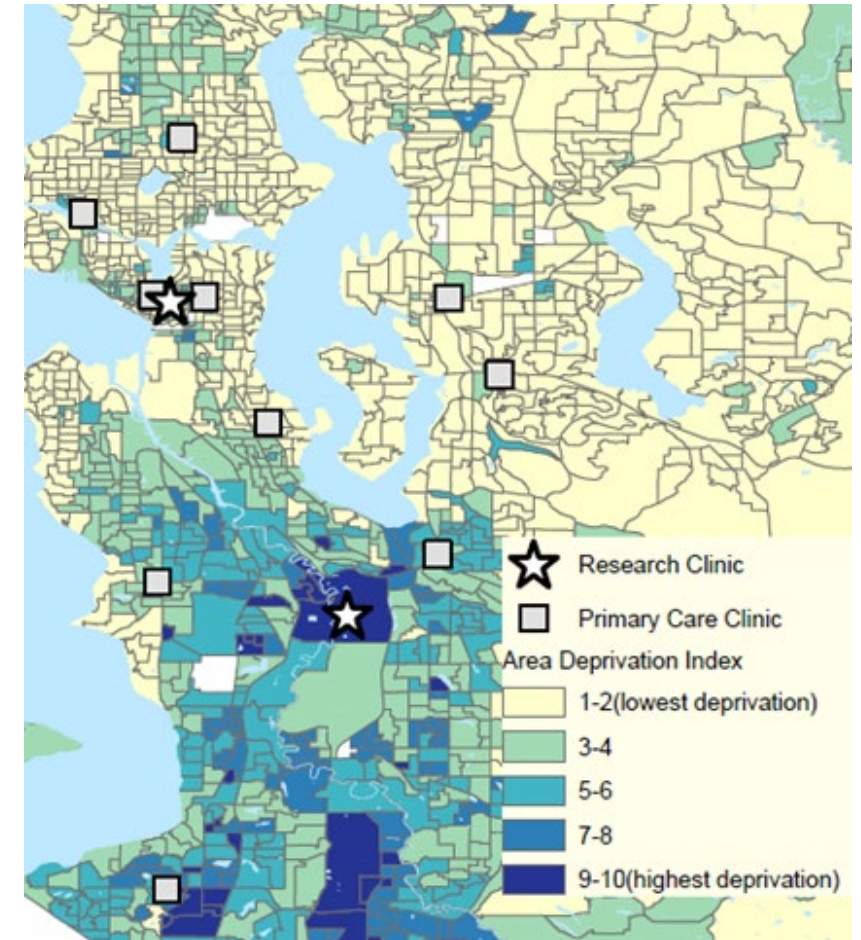 Research Clinic
Primary Care Clinic
Area Deprivation Index
1-2(lowest deprivation)
3-4
5-6
7-8
9-10(highest deprivation)